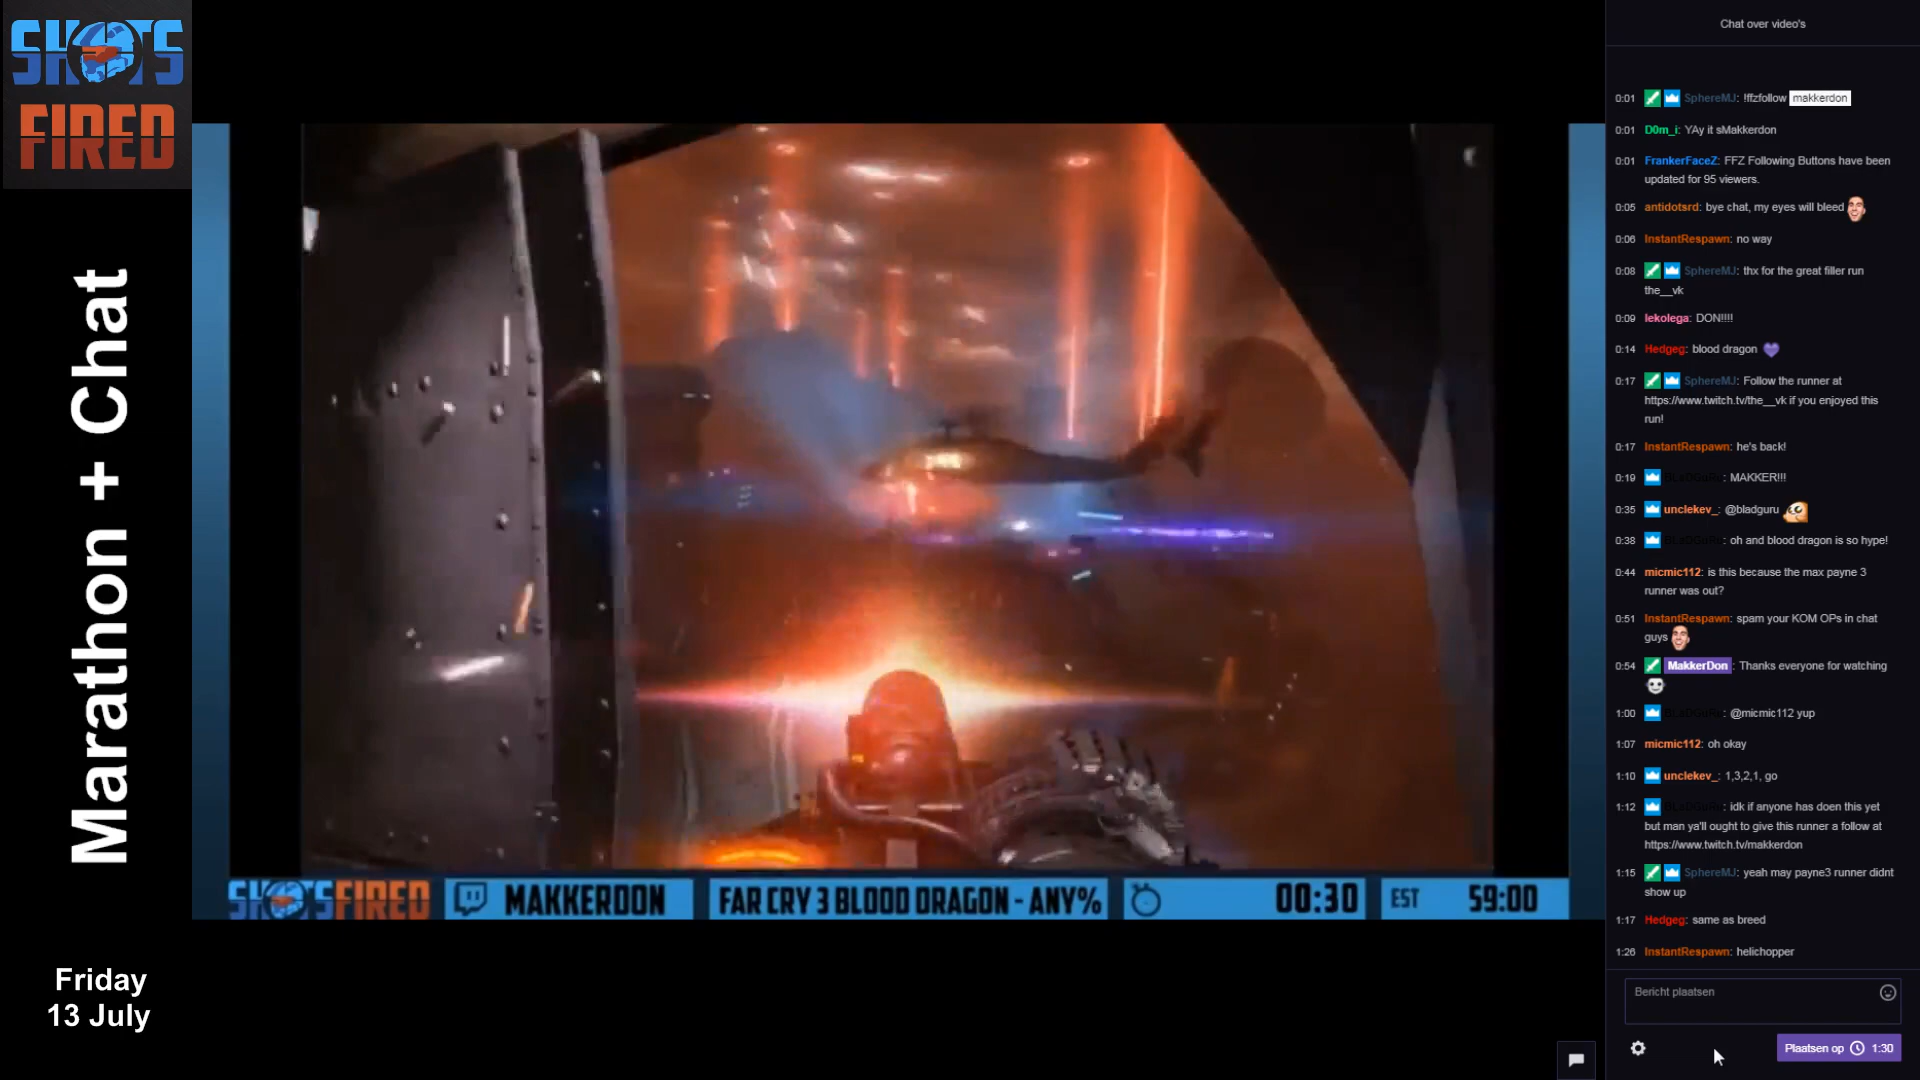 SHOTS
FIRED
Marathon + Chat
Friday
13 July
SHOTSFIRED
MAKKERDON
FAR CRY 3 BLOOD DRAGON - ANY%
00:30
EST 59:00
Chat over video's
0:01 SphereMJ: !ffzfollow makkerdon
0:01 D0m_i: YAy it sMakkerdon
0:01 FrankerFaceZ: FFZ Following Buttons have been
updated for 95 viewers.
0:05 antidotsrd: bye chat, my eyes will bleed
0:06 InstantRespawn: no way
0:08 SphereMJ: thx for the great filler run
the__vk
0:09 lekolega: DON!!!!
0:14 Hedgeg: blood dragon
0:17 SphereMJ: Follow the runner at
https://www.twitch.tv/the__vk if you enjoyed this
run!
0:17 InstantRespawn: he's back!
0:19 BLaDGuRu: MAKKER!!!
0:35 unclekev_: @bladguru
0:38 BLaDGuRu: oh and blood dragon is so hype!
0:44 micmic112: is this because the max payne 3
runner was out?
0:51 InstantRespawn: spam your KOM OPs in chat
guys
0:54 MakkerDon: Thanks everyone for watching
1:00 BLaDGuRu: @micmic112 yup
1:07 micmic112: oh okay
1:10 unclekev_: 1,3,2,1, go
1:12 BLaDGuRu: idk if anyone has doen this yet
but man ya'll ought to give this runner a follow at
https://www.twitch.tv/makkerdon
1:15 SphereMJ: yeah may payne3 runner didnt
show up
1:17 Hedgeg: same as breed
1:26 InstantRespawn: helichopper
Bericht plaatsen
Plaatsen op 1:30